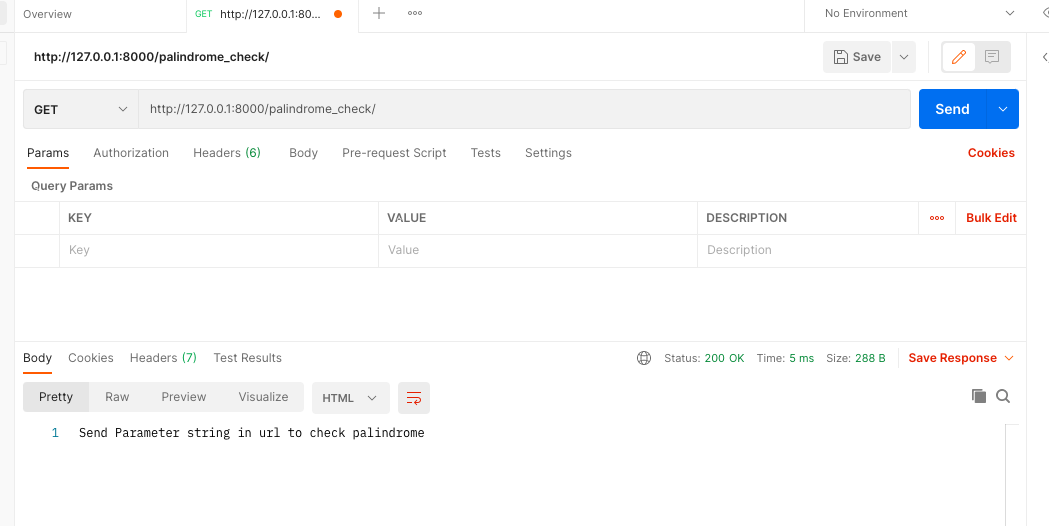 Overview
GET http://127.0.0.1:80...
No Environment
http://127.0.0.1:8000/palindrome_check/
Save
GET
http://127.0.0.1:8000/palindrome_check/
Send
Params Authorization Headers (6) Body Pre-request Script Tests Settings
Cookies
Query Params
KEY VALUE DESCRIPTION Bulk Edit
Key Value Description
Body Cookies Headers (7) Test Results
Status: 200 OK Time: 5 ms Size: 288 B Save Response
Pretty Raw Preview Visualize HTML
1 Send Parameter string in url to check palindrome